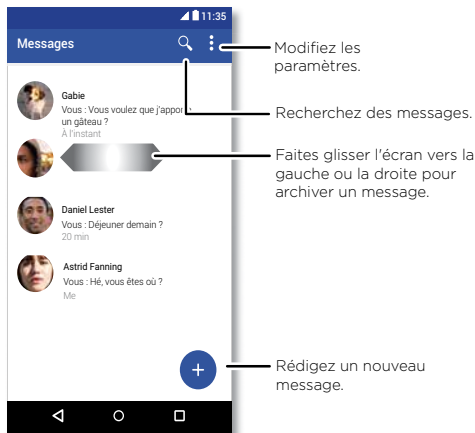 11:35
Messages
Modifiez les
paramètres.
Gabie
Vous : Vous voulez que j'apporte
un gâteau ?
À l'instant
Recherchez des messages.
Faites glisser l'écran vers la
gauche ou la droite pour
archiver un message.
Daniel Lester
Vous : Déjeuner demain ?
20 min
Astrid Fanning
Vous : Hé, vous êtes où ?
Me
Rédigez un nouveau
message.